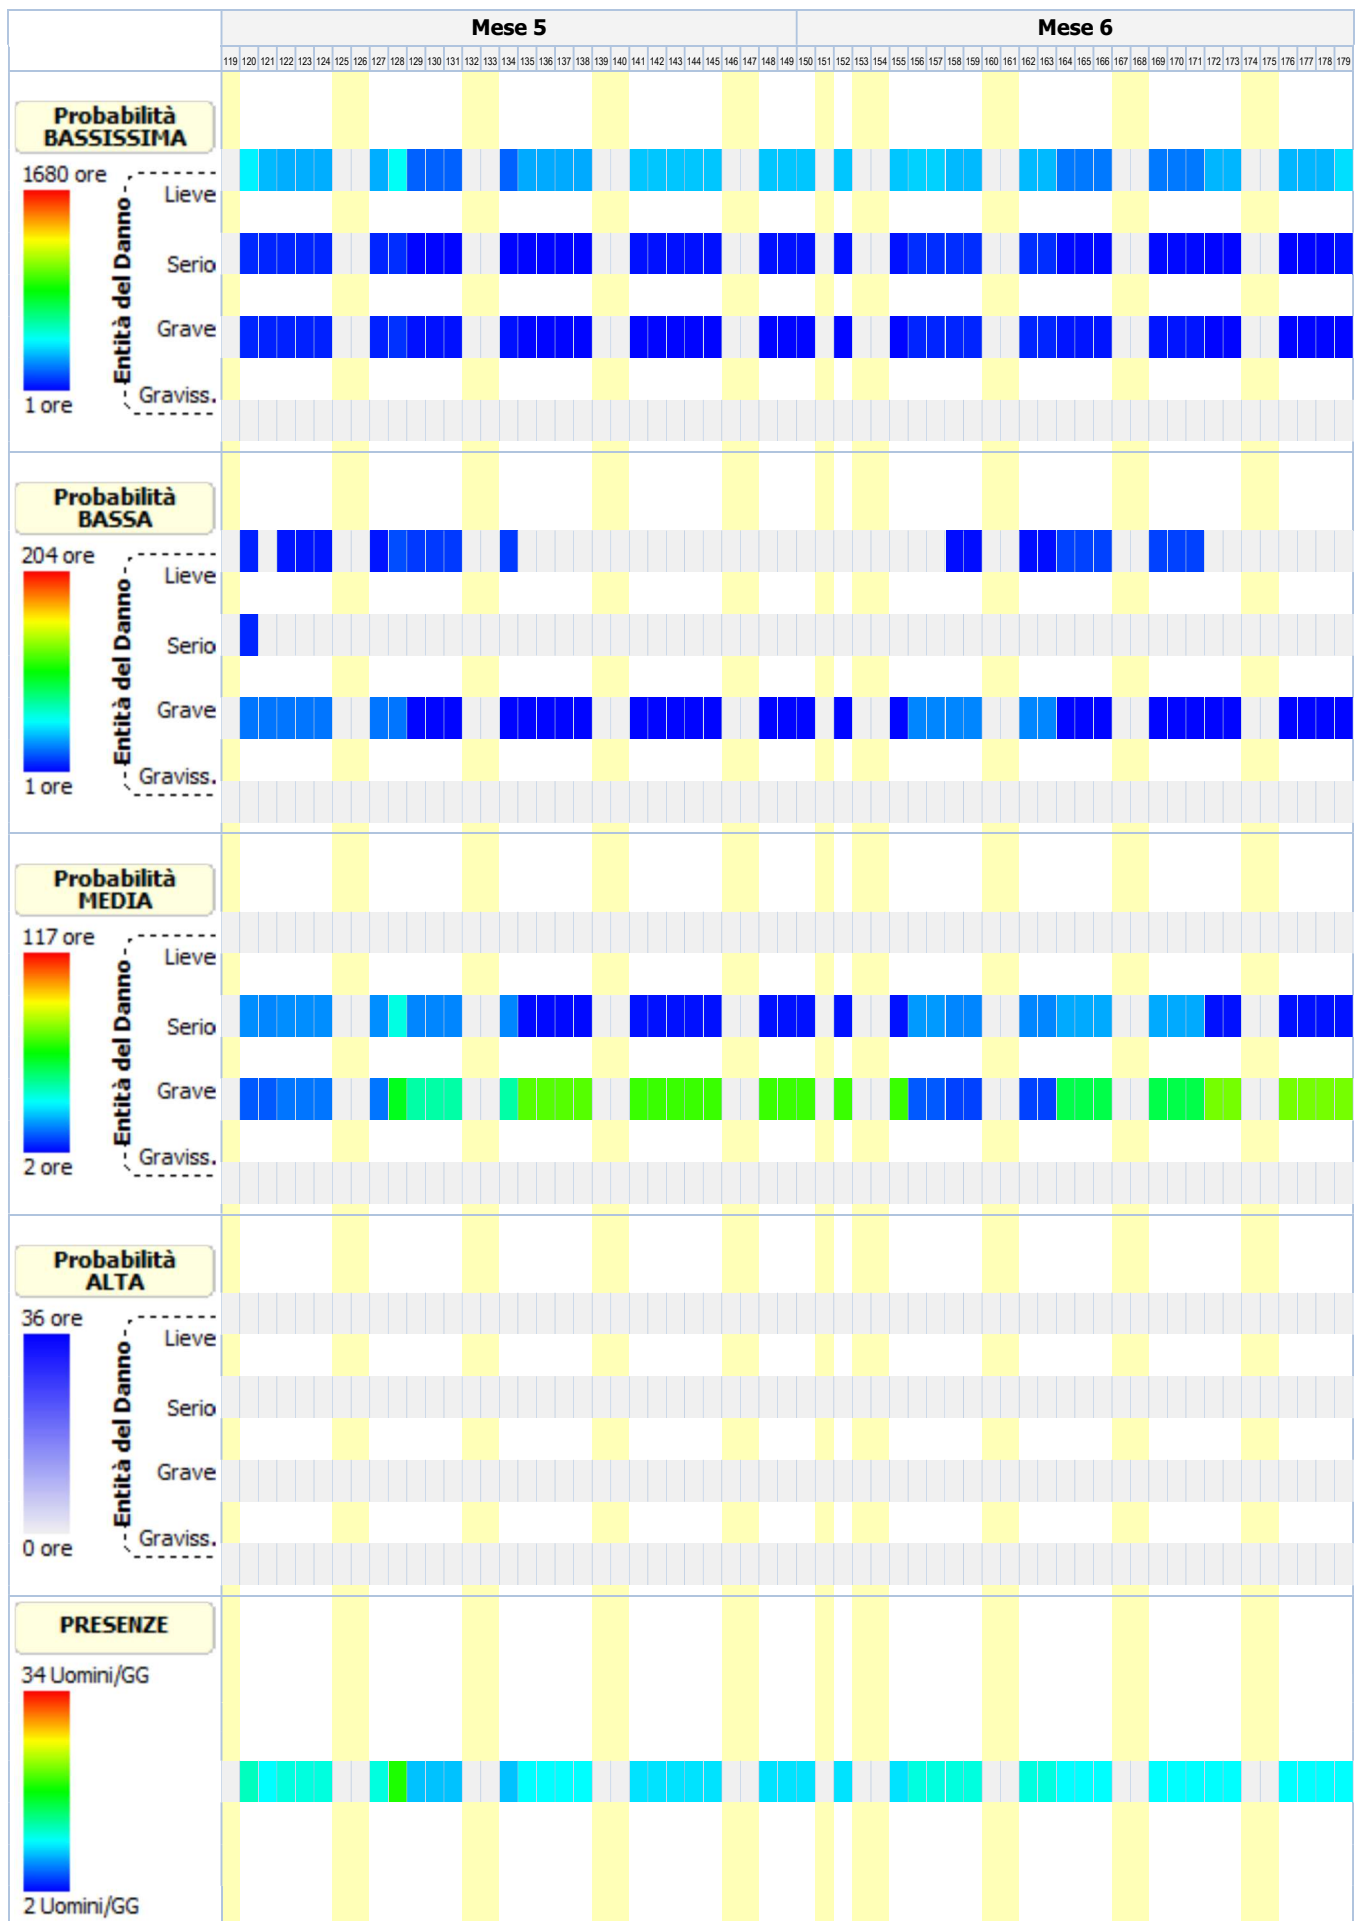 Mese 5 Mese 6
119 120 121 122 123 124 125 126 127 128 129 130 131 132 133 134 135 136 137 138 139 140 141 142 143 144 145 146 147 148 149 150 151 152 153 154 155 156 157 158 159 160 161 162 163 164 165 166 167 168 169 170 171 172 173 174 175 176 177 178 179
Probabilità
BASSISSIMA
1680 ore
1 ore
Entità del Danno
Lieve
Serio
Grave
Graviss.
Probabilità
BASSA
204 ore
1 ore
Entità del Danno
Lieve
Serio
Grave
Graviss.
Probabilità
MEDIA
117 ore
2 ore
Entità del Danno
Lieve
Serio
Grave
Graviss.
Probabilità
ALTA
36 ore
0 ore
Entità del Danno
Lieve
Serio
Grave
Graviss.
PRESENZE
34 Uomini/GG
2 Uomini/GG